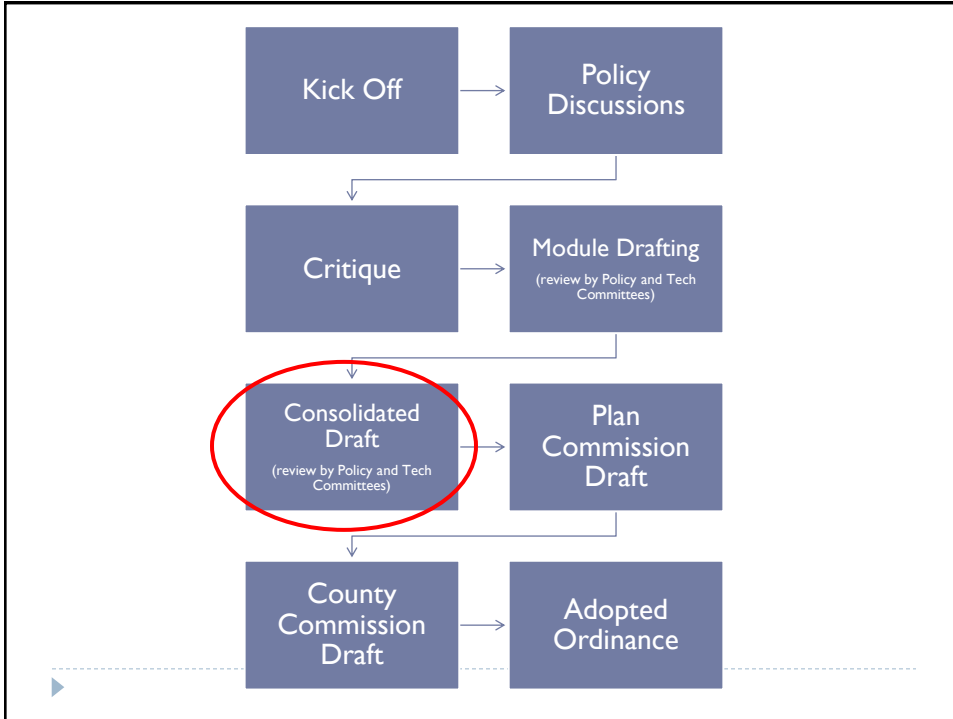 Kick Off
Policy
Discussions
Critique
Module Drafting
(review by Policy and Tech
Committees)
Consolidated
Draft
(review by Policy and Tech
Committees)
Plan
Commission
Draft
County
Commission
Draft
Adopted
Ordinance